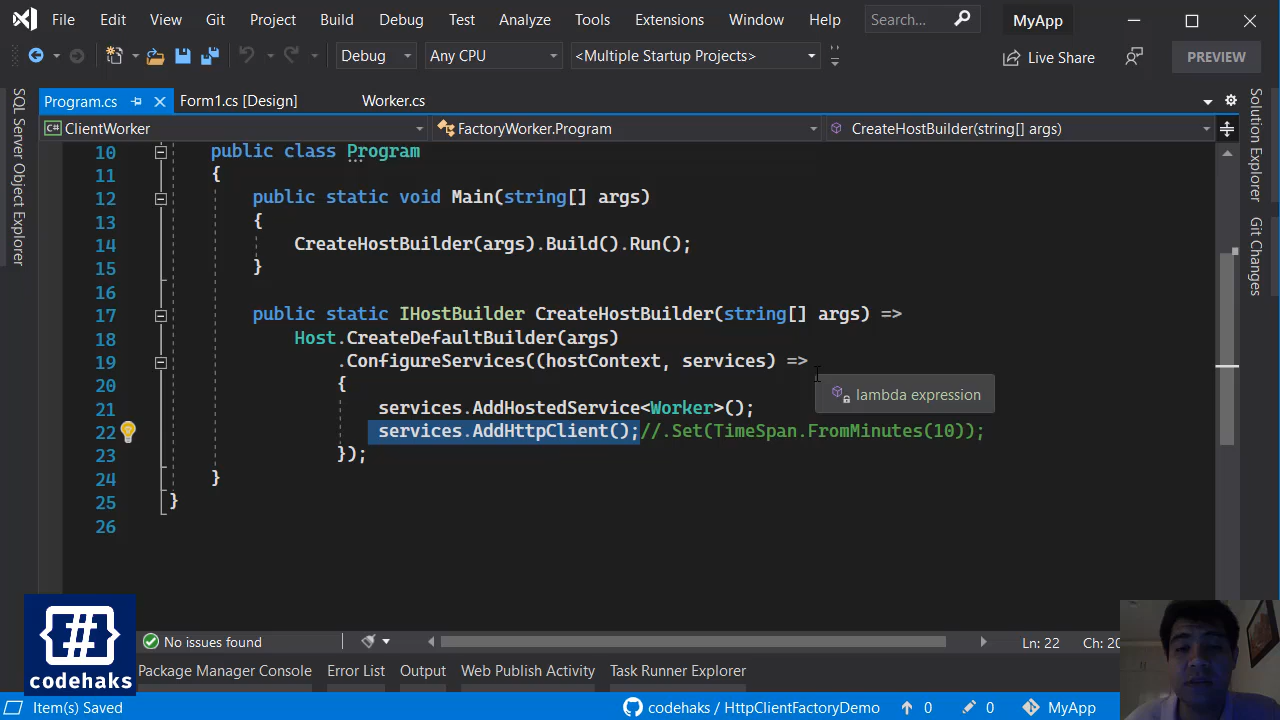 File Edit View Git Project Build Debug Test Analyze Tools Extensions Window Help Search... MyApp
Debug Any CPU <Multiple Startup Projects> Live Share PREVIEW
Program.cs Form1.cs [Design] Worker.cs
ClientWorker FactoryWorker.Program CreateHostBuilder(string[] args)
SQL Server Object Explorer
Solution Explorer
Git Changes
10 public class Program
11 {
12 public static void Main(string[] args)
13 {
14 CreateHostBuilder(args).Build().Run();
15 }
16
17 public static IHostBuilder CreateHostBuilder(string[] args) =>
18 Host.CreateDefaultBuilder(args)
19 .ConfigureServices((hostContext, services) =>
20 {
lambda expression
21 services.AddHostedService<Worker>();
22 services.AddHttpClient();//.Set(TimeSpan.FromMinutes(10));
23 });
24 }
25 }
26
No issues found Ln: 22 Ch: 20
Package Manager Console Error List Output Web Publish Activity Task Runner Explorer
# codehaks
Item(s) Saved codehaks / HttpClientFactoryDemo 0 0 MyApp